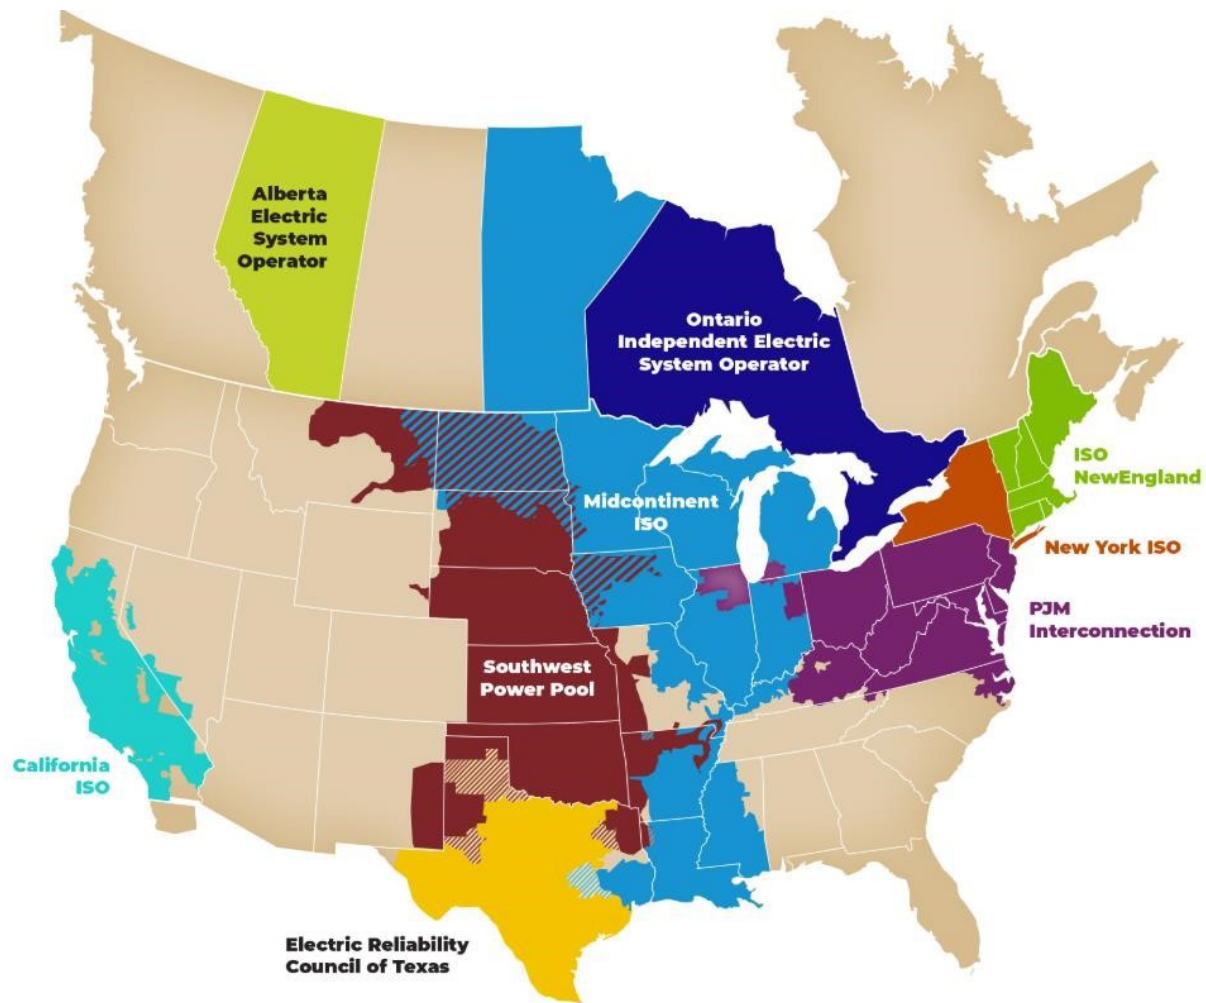 Alberta
Electric
System
Operator
Ontario
Independent Electric
System Operator
ISO
NewEngland
Midcontinent
ISO
New York ISO
PJM
Interconnection
Southwest
Power Pool
California
ISO
Electric Reliability
Council of Texas